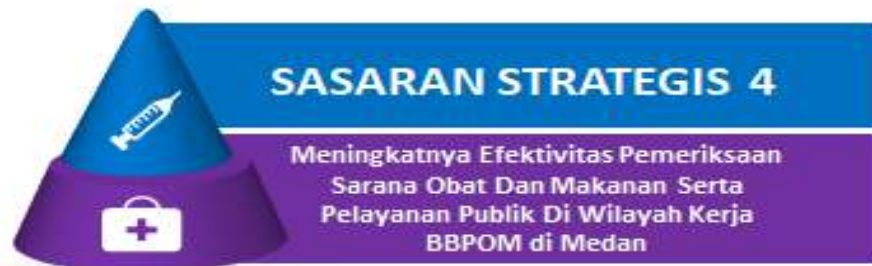 SASARAN STRATEGIS 4
Meningkatnya Efektivitas Pemeriksaan
Sarana Obat Dan Makanan Serta
Pelayanan Publik Di Wilayah Kerja
BBPOM di Medan